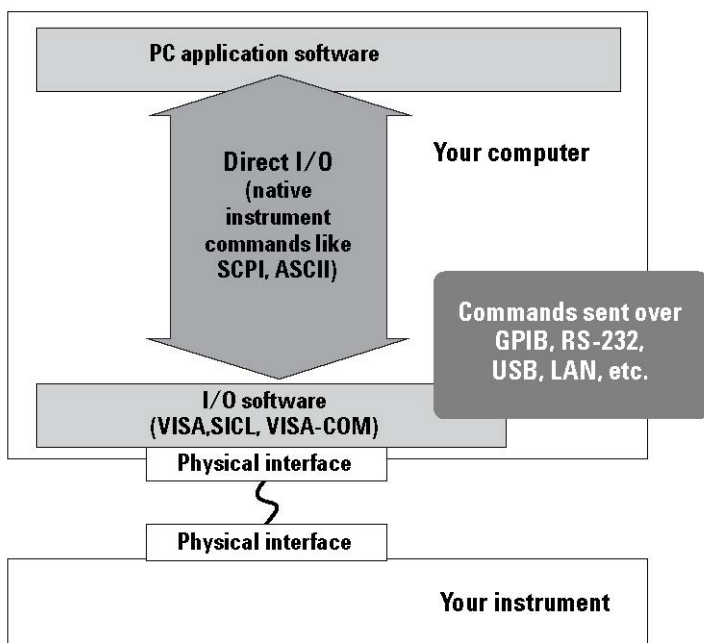 PC application software
Direct I/O
(native
instrument
commands like
SCPI, ASCII)
Your computer
Commands sent over
GPIB, RS-232,
USB, LAN, etc.
I/O software
(VISA,SICL, VISA-COM)
Physical interface
Physical interface
Your instrument